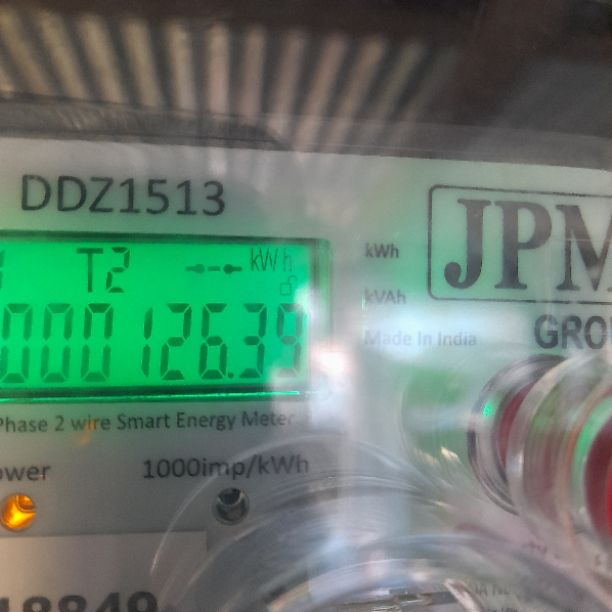 DDZ1513
JPM
T2 kWh
kWh
000126.39
kVAh
Made In India
GROU
Phase 2 wire Smart Energy Meter
ower 1000imp/kWh
18849